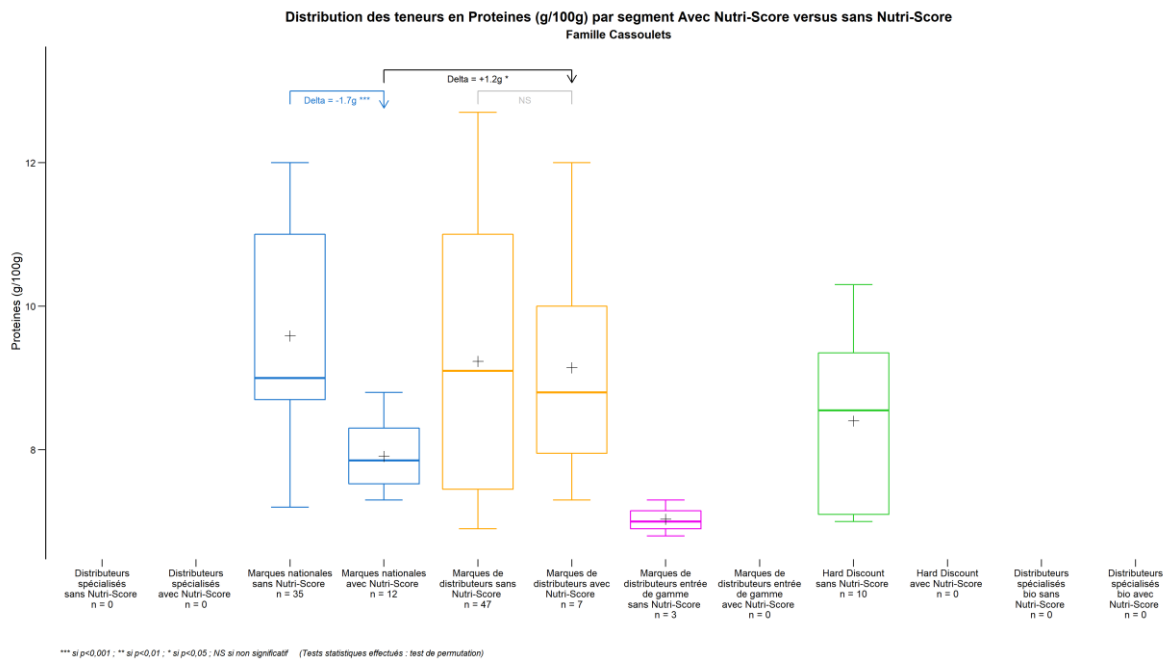 Distribution des teneurs en Proteines (g/100g) par segment Avec Nutri-Score versus sans Nutri-Score
Famille Cassoulets
Delta = +1.2g *
Delta = -1.7g ***
NS
Proteines (g/100g)
12
10
8
Distributeurs
spécialisés
sans Nutri-Score
n = 0
Distributeurs
spécialisés
avec Nutri-Score
n = 0
Marques nationales
sans Nutri-Score
n = 35
Marques nationales
avec Nutri-Score
n = 12
Marques de
distributeurs sans
Nutri-Score
n = 47
Marques de
distributeurs avec
Nutri-Score
n = 7
Marques de
distributeurs entrée
de gamme
sans Nutri-Score
n = 3
Marques de
distributeurs entrée
de gamme
avec Nutri-Score
n = 0
Hard Discount
sans Nutri-Score
n = 10
Hard Discount
avec Nutri-Score
n = 0
Distributeurs
spécialisés
bio sans
Nutri-Score
n = 0
Distributeurs
spécialisés
bio avec
Nutri-Score
n = 0
*** si p<0,001 ; ** si p<0,01 ; * si p<0,05 ; NS si non significatif (Tests statistiques effectués : test de permutation)